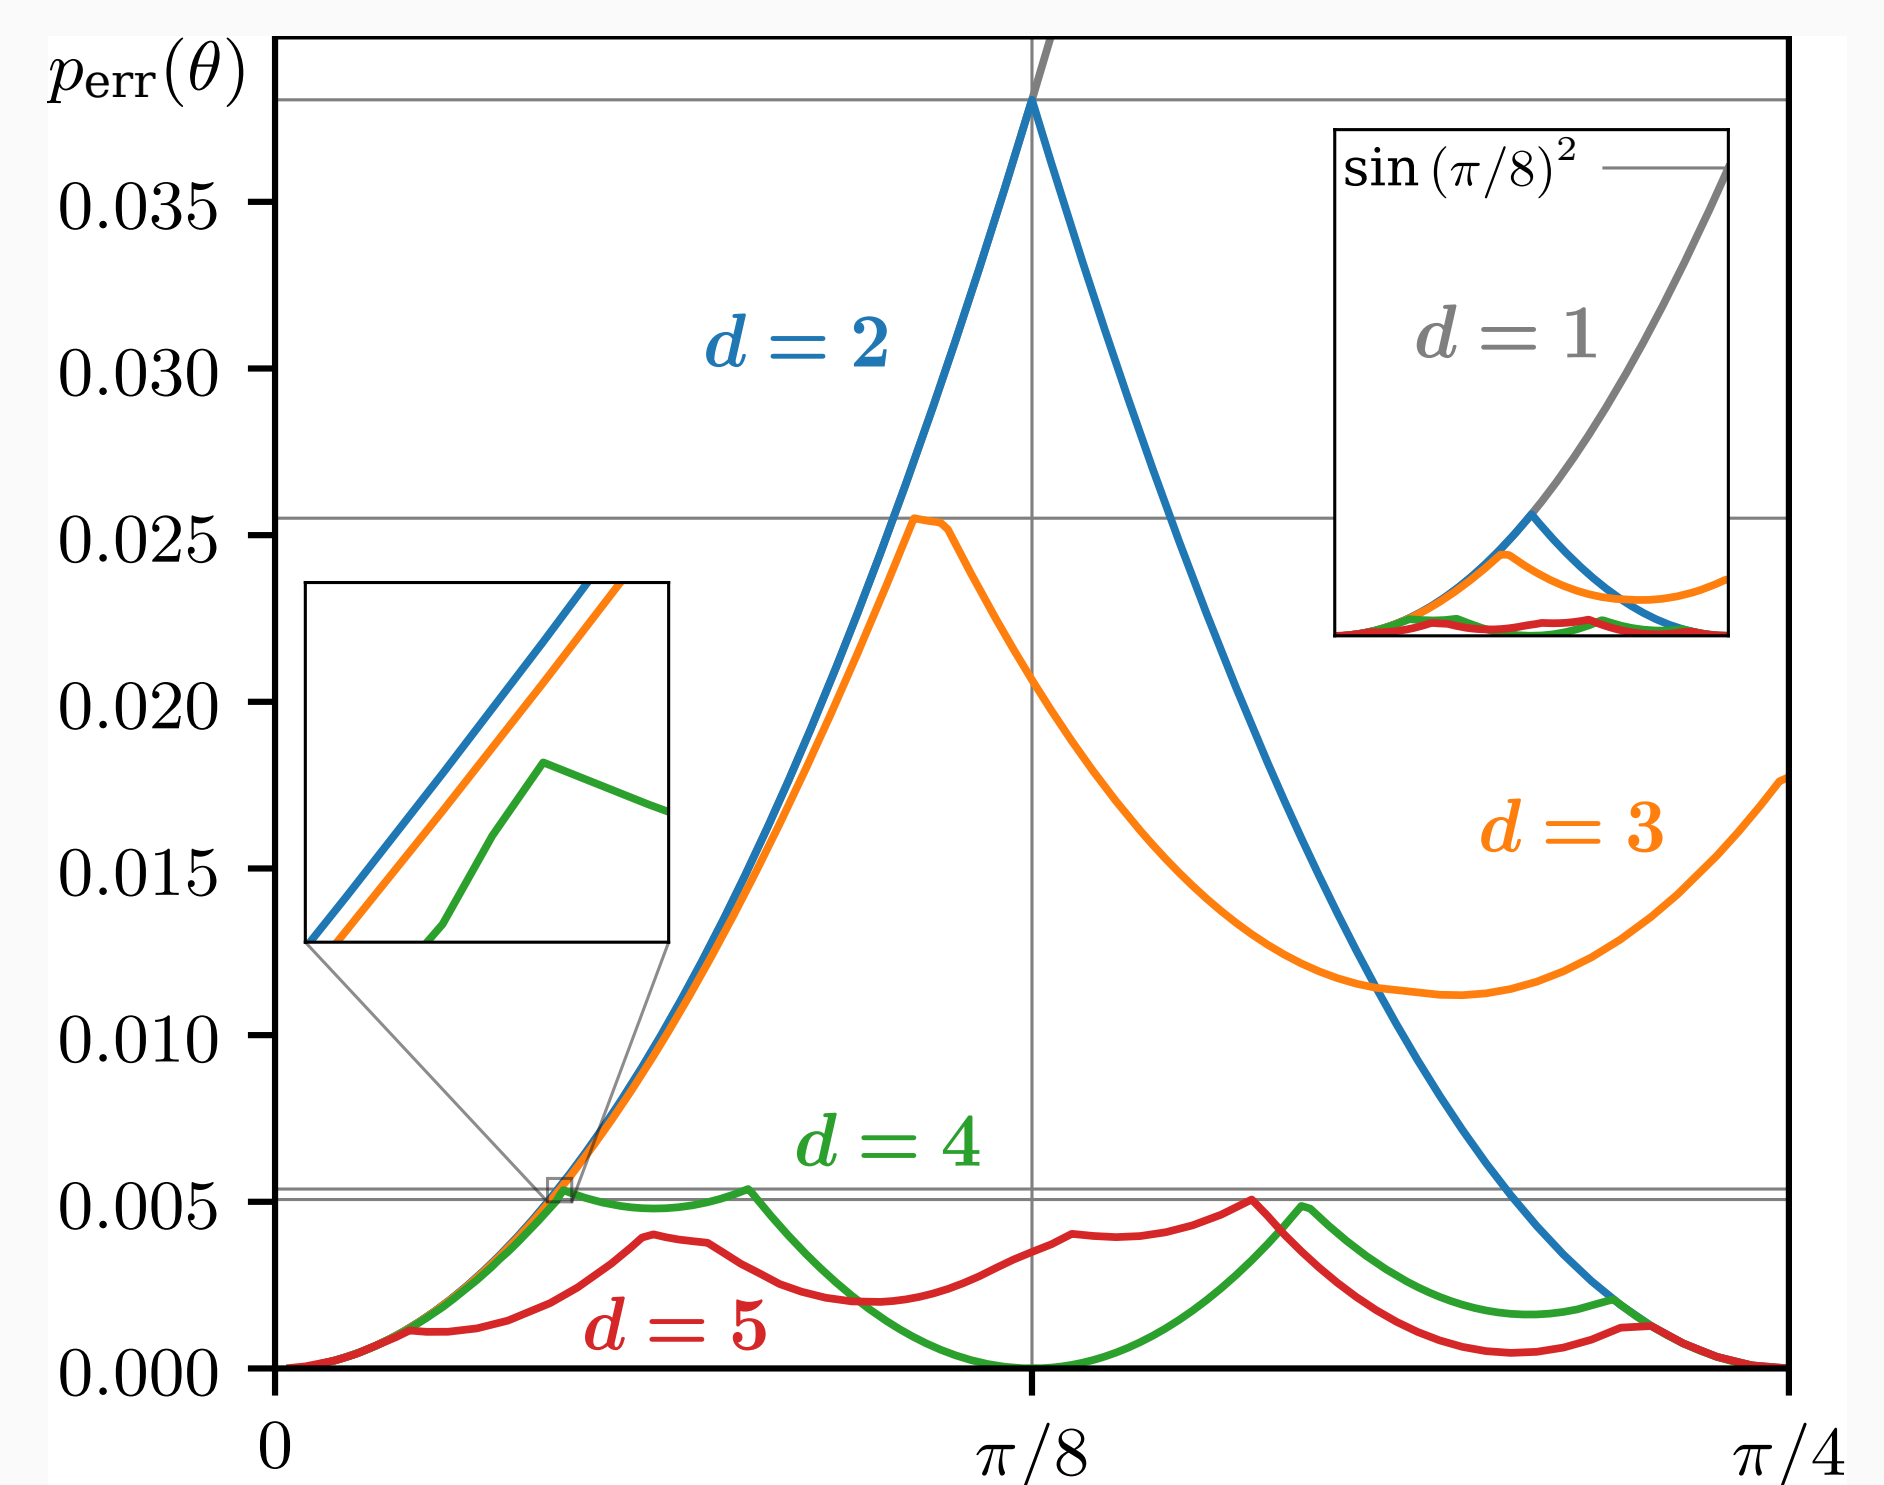 p_err(θ)
0.035
0.030
0.025
0.020
0.015
0.010
0.005
0.000
0
π/8
π/4
d = 2
sin (π/8)²
d = 1
d = 3
d = 4
d = 5